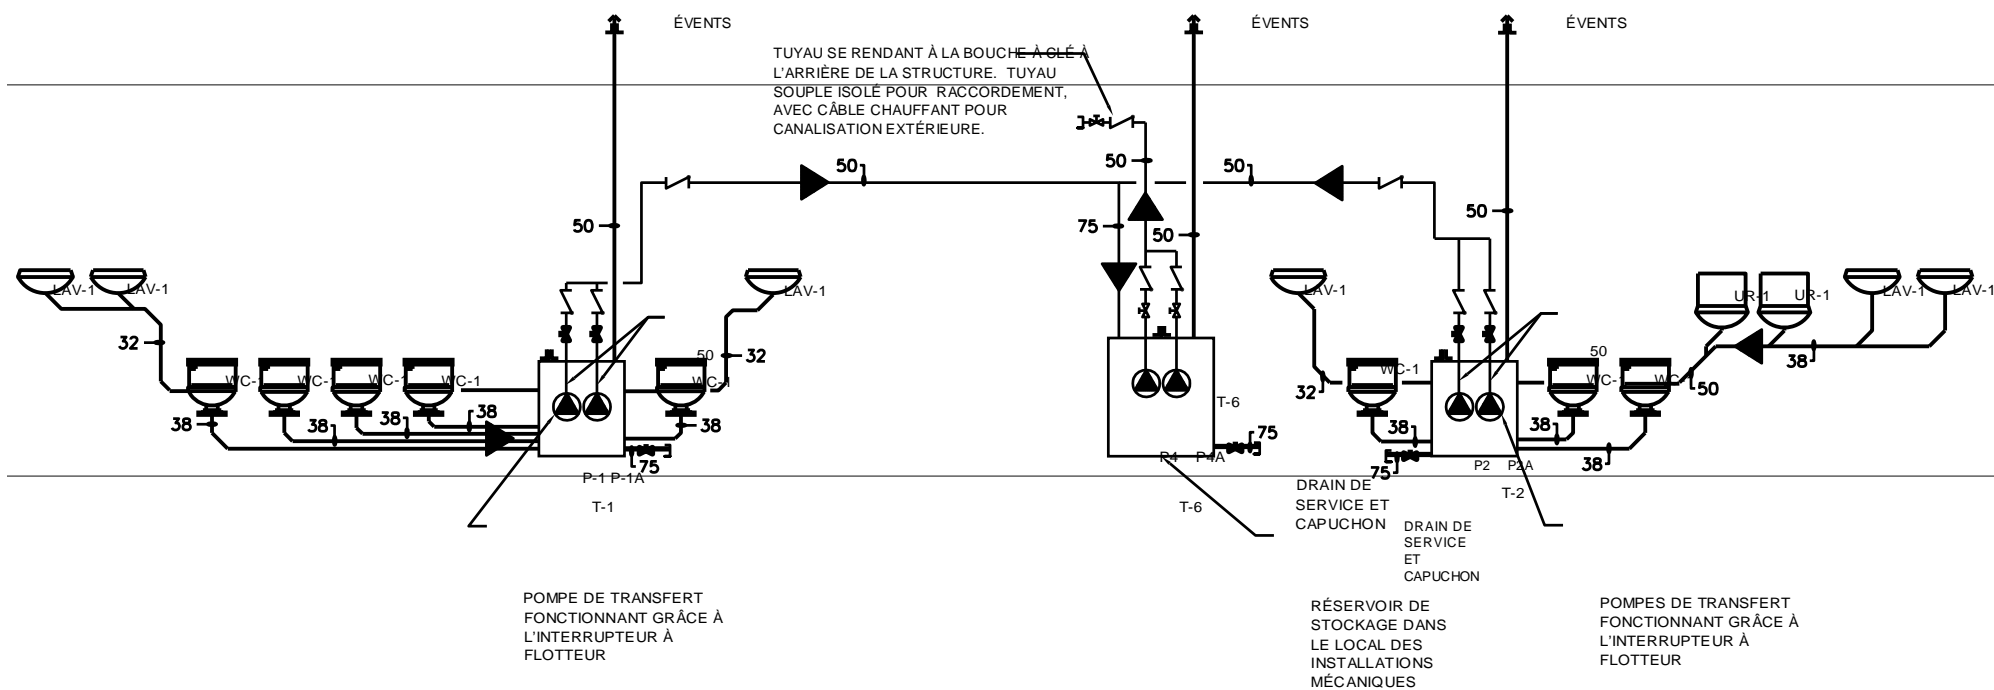 ÉVENTS
ÉVENTS
ÉVENTS
TUYAU SE RENDANT À LA BOUCHE À CLÉ À
L'ARRIÈRE DE LA STRUCTURE. TUYAU
SOUPLE ISOLÉ POUR RACCORDEMENT,
AVEC CÂBLE CHAUFFANT POUR
CANALISATION EXTÉRIEURE.
50
50
50
50
75
50
50
LAV-1
LAV-1
LAV-1
LAV-1
UR-1
UR-1
LAV-1
LAV-1
32
50
32
50
38
WC-1
WC-1
WC-1
WC-1
WC-1
WC-1
WC-1
WC
32
50
38
38
38
38
38
T-6
38
38
75
75
75
38
P-1 P-1A
P4 P4A
P2 P2A
T-1
T-6
T-2
DRAIN DE
SERVICE ET
CAPUCHON
DRAIN DE
SERVICE
ET
CAPUCHON
POMPE DE TRANSFERT
FONCTIONNANT GRÂCE À
L'INTERRUPTEUR À
FLOTTEUR
RÉSERVOIR DE
STOCKAGE DANS
LE LOCAL DES
INSTALLATIONS
MÉCANIQUES
POMPES DE TRANSFERT
FONCTIONNANT GRÂCE À
L'INTERRUPTEUR À
FLOTTEUR